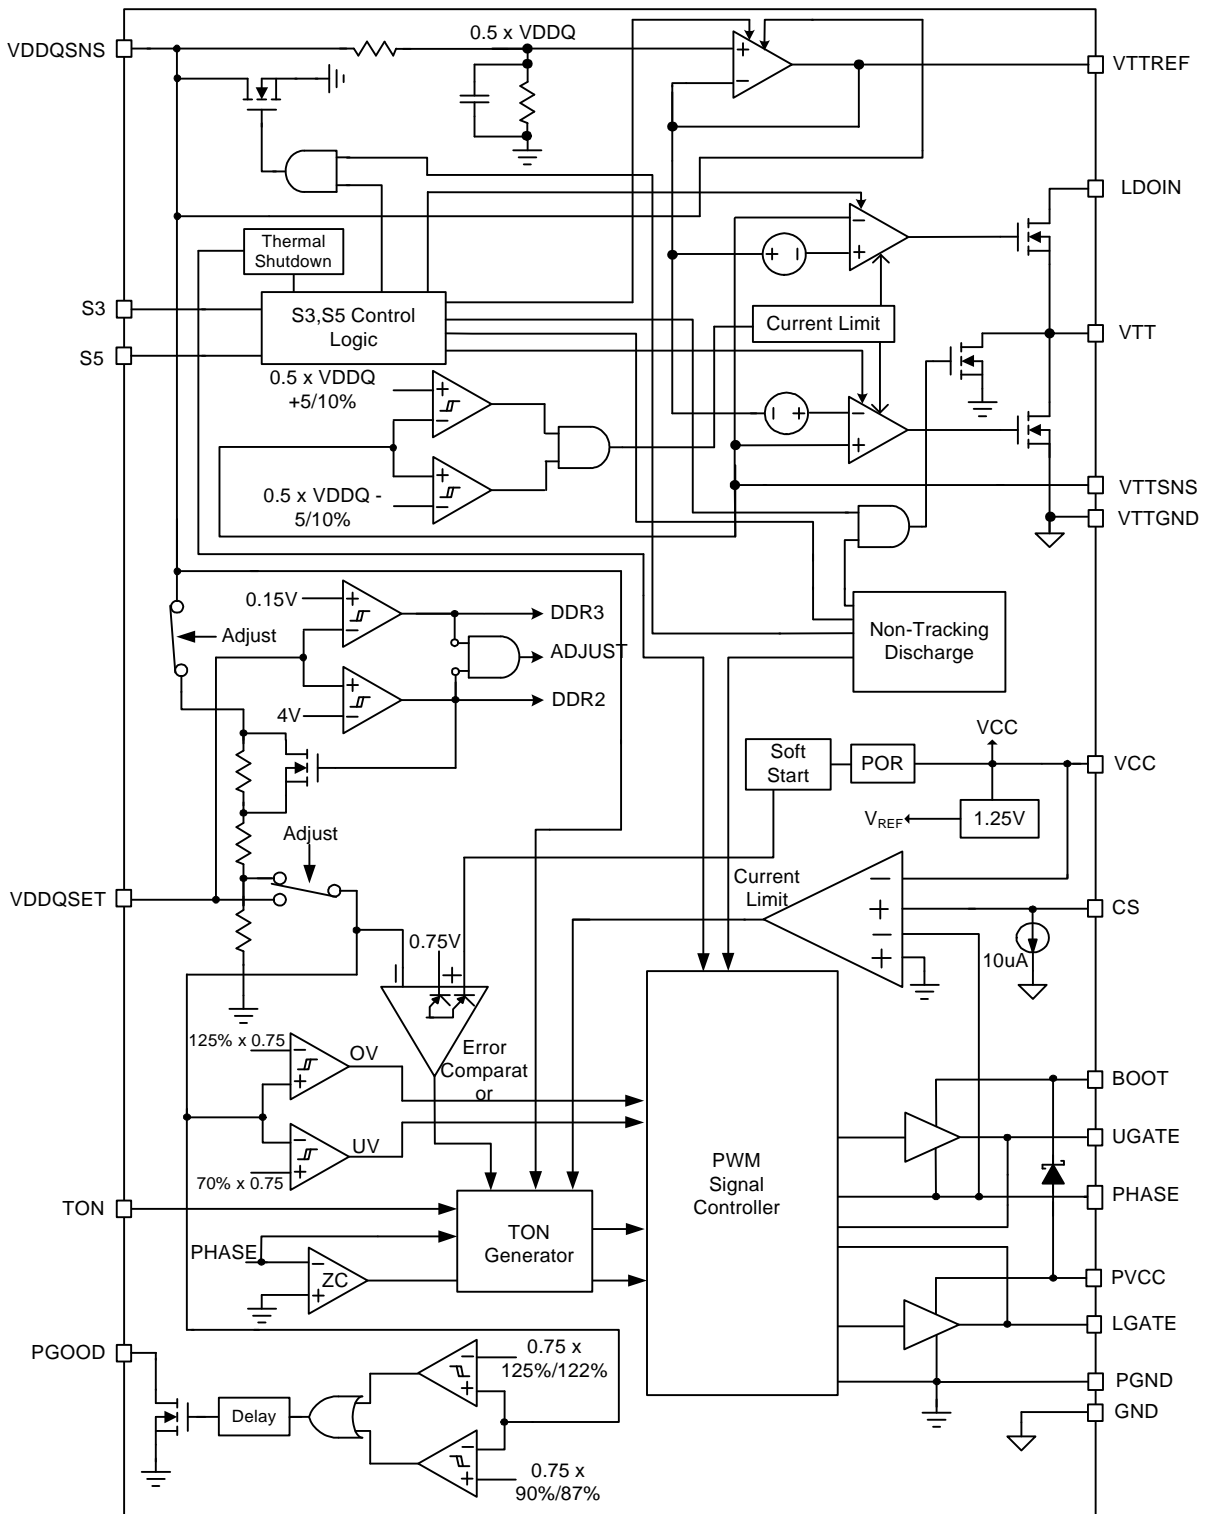 VDDQSNS
0.5 x VDDQ
+
−
VTTREF
LDOIN
Thermal
Shutdown
−
+
+ −
S3
S3,S5 Control
Logic
Current Limit
VTT
S5
0.5 x VDDQ
+5/10%
+
−
− +
−
+
+
−
0.5 x VDDQ -
5/10%
VTTSNS
VTTGND
0.15V
+
−
DDR3
Adjust
ADJUST
Non-Tracking
Discharge
+
−
4V
DDR2
VCC
Soft
Start
POR
VCC
VREF
1.25V
Adjust
Current
Limit
−
+
−
+
VDDQSET
CS
0.75V
10uA
− +
125% x 0.75
−
+
OV
Error
Comparat
or
BOOT
−
+
UV
70% x 0.75
UGATE
PWM
Signal
Controller
PHASE
TON
TON
Generator
PHASE
−
+
ZC
PVCC
LGATE
PGOOD
0.75 x
125%/122%
−
+
PGND
Delay
GND
−
+
0.75 x
90%/87%